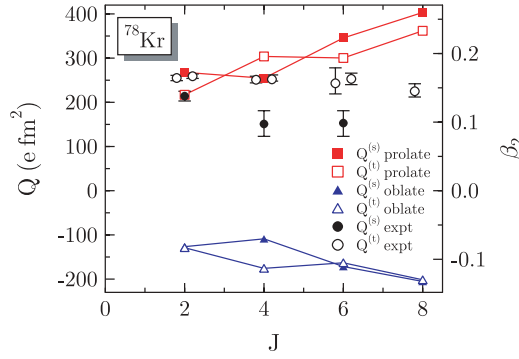 400
300
200
100
0
-100
-200
Q (e fm²)
⁷⁸Kr
0.2
0.1
0.0
-0.1
β₂
Q⁽ˢ⁾ prolate
Q⁽ᵗ⁾ prolate
Q⁽ˢ⁾ oblate
Q⁽ᵗ⁾ oblate
Q⁽ˢ⁾ expt
Q⁽ᵗ⁾ expt
0 2 4 6 8
J